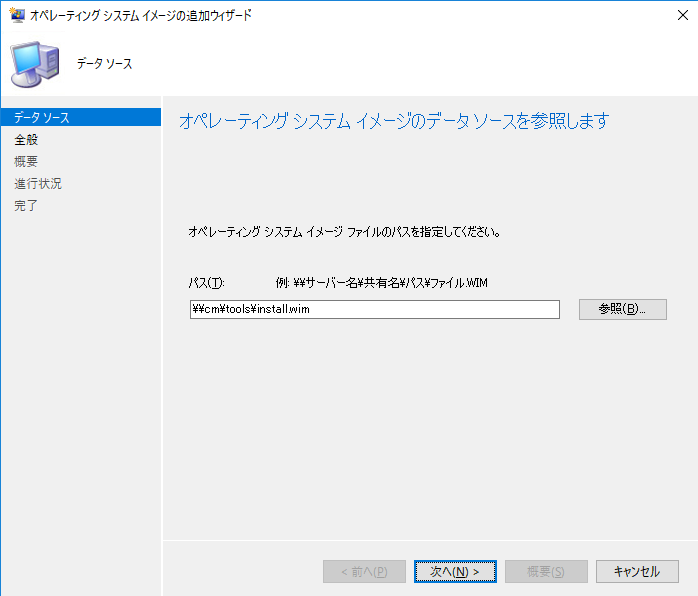 オペレーティング システム イメージの追加ウィザード
データ ソース
データ ソース
全般
概要
進行状況
完了
オペレーティング システム イメージのデータ ソースを参照します
オペレーティング システム イメージ ファイルのパスを指定してください。
パス(T): 例: ¥¥サーバー名¥共有名¥パス¥ファイル.WIM
¥¥cm¥tools¥install.wim 参照(B)...
< 前へ(P) 次へ(N) > 概要(S) キャンセル